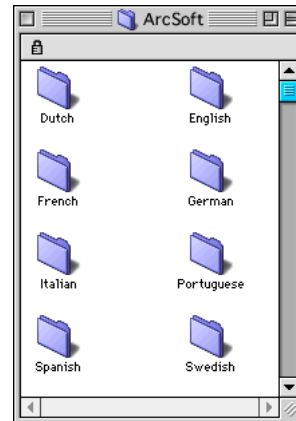 ArcSoft
Dutch English
French German
Italian Portuguese
Spanish Swedish